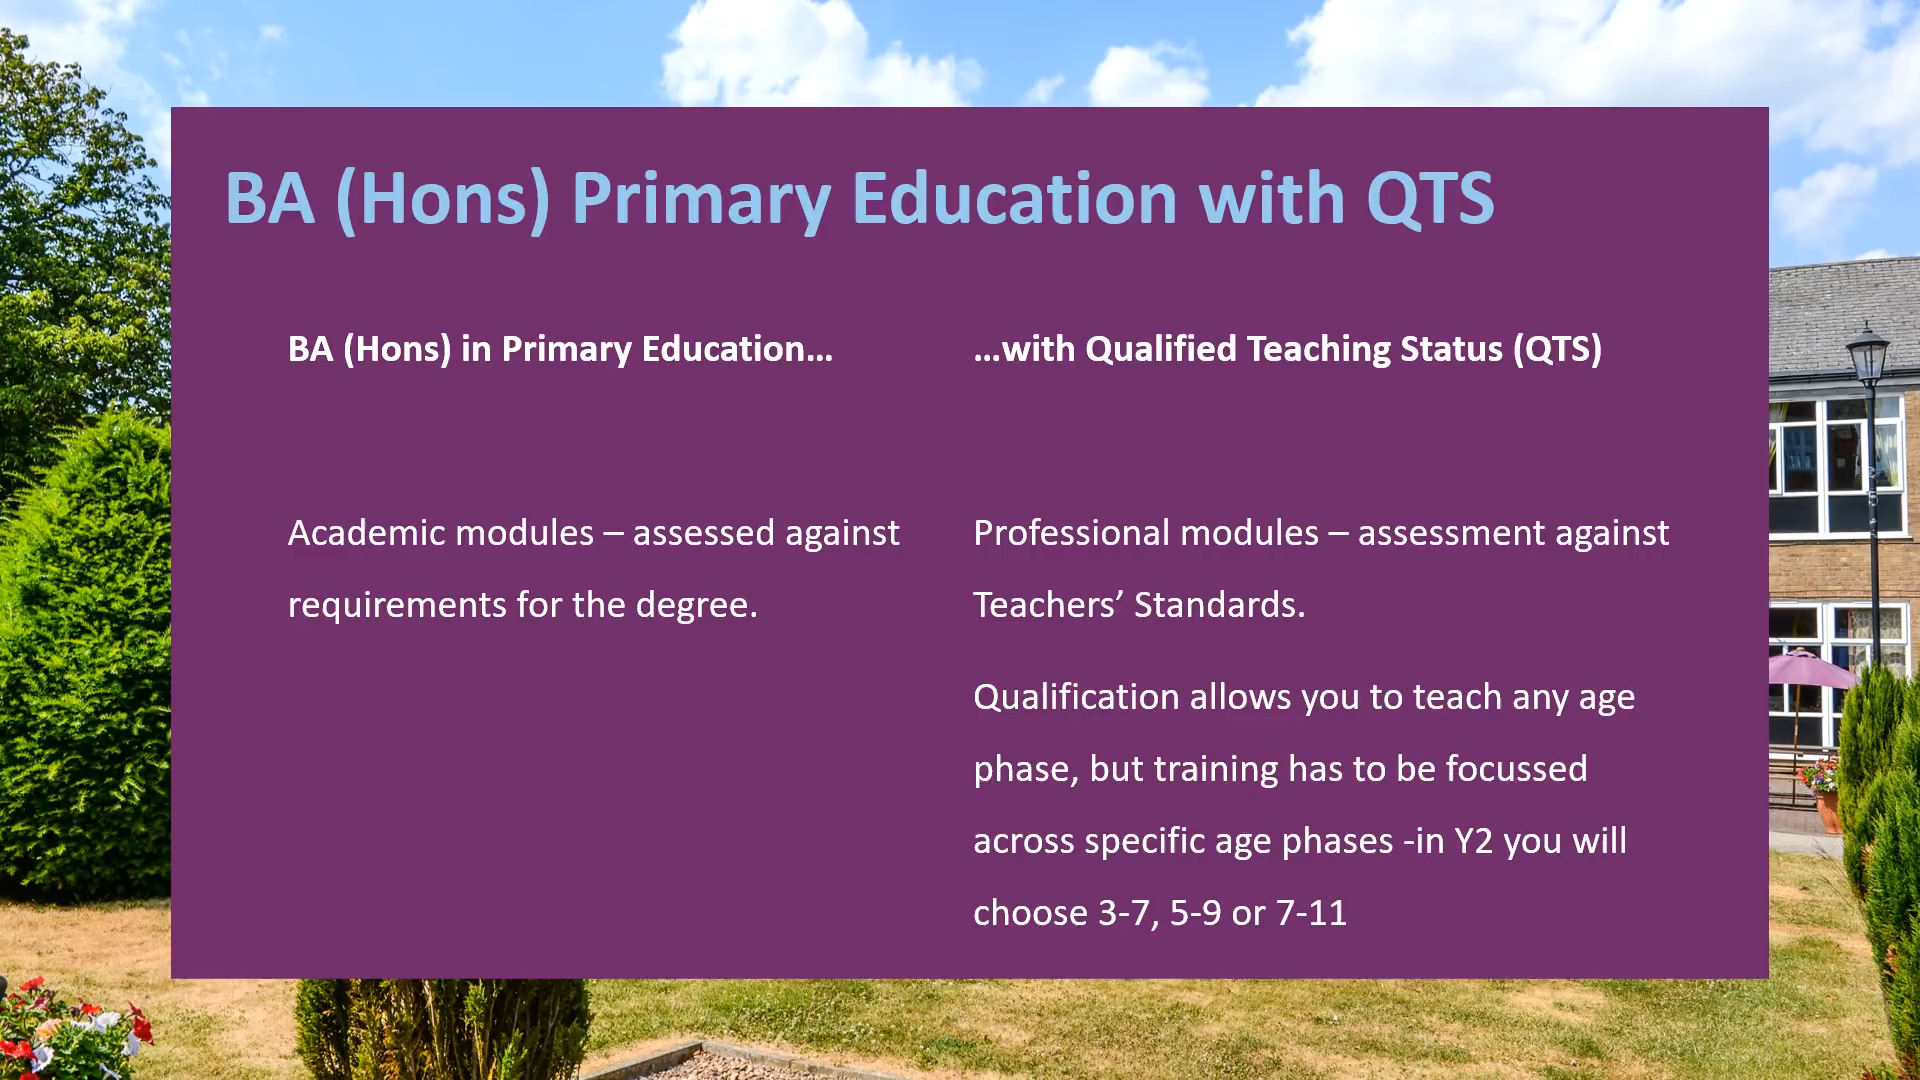 BA (Hons) Primary Education with QTS
BA (Hons) in Primary Education...
Academic modules – assessed against
requirements for the degree.
...with Qualified Teaching Status (QTS)
Professional modules – assessment against
Teachers’ Standards.
Qualification allows you to teach any age
phase, but training has to be focussed
across specific age phases -in Y2 you will
choose 3-7, 5-9 or 7-11